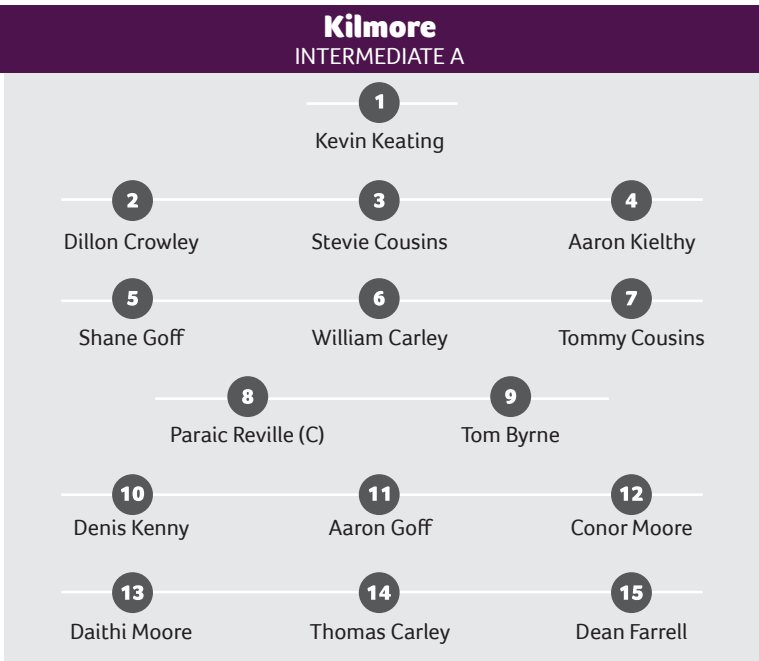 Kilmore
INTERMEDIATE A
1
Kevin Keating
2 3 4
Dillon Crowley Stevie Cousins Aaron Kielthy
5 6 7
Shane Goff William Carley Tommy Cousins
8 9
Paraic Reville (C) Tom Byrne
10 11 12
Denis Kenny Aaron Goff Conor Moore
13 14 15
Daithi Moore Thomas Carley Dean Farrell